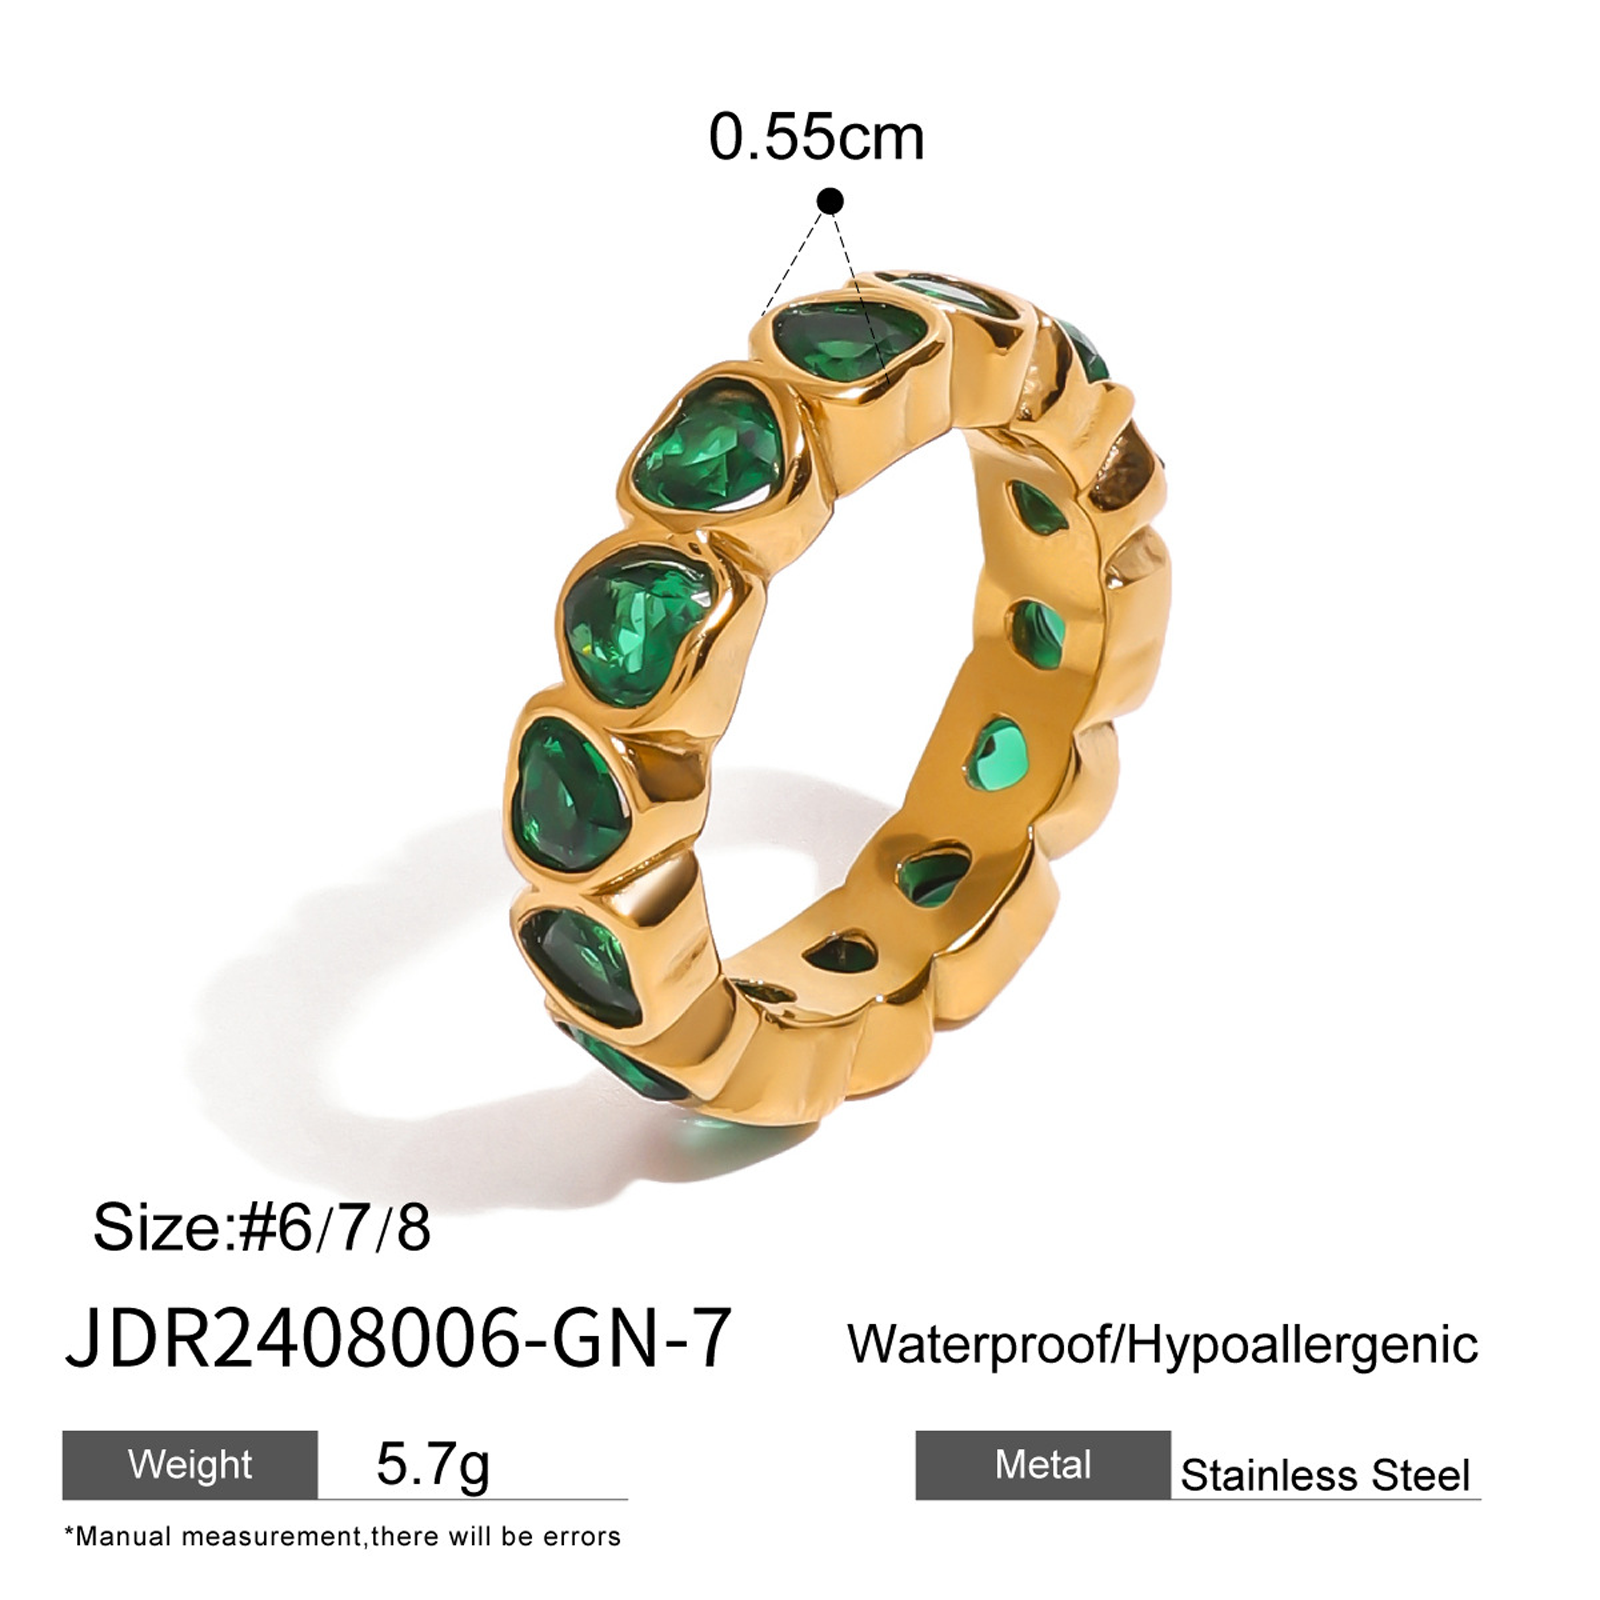 0.55cm
Size:#6/7/8
JDR2408006-GN-7
Waterproof/Hypoallergenic
Weight 5.7g
Metal Stainless Steel
*Manual measurement,there will be errors